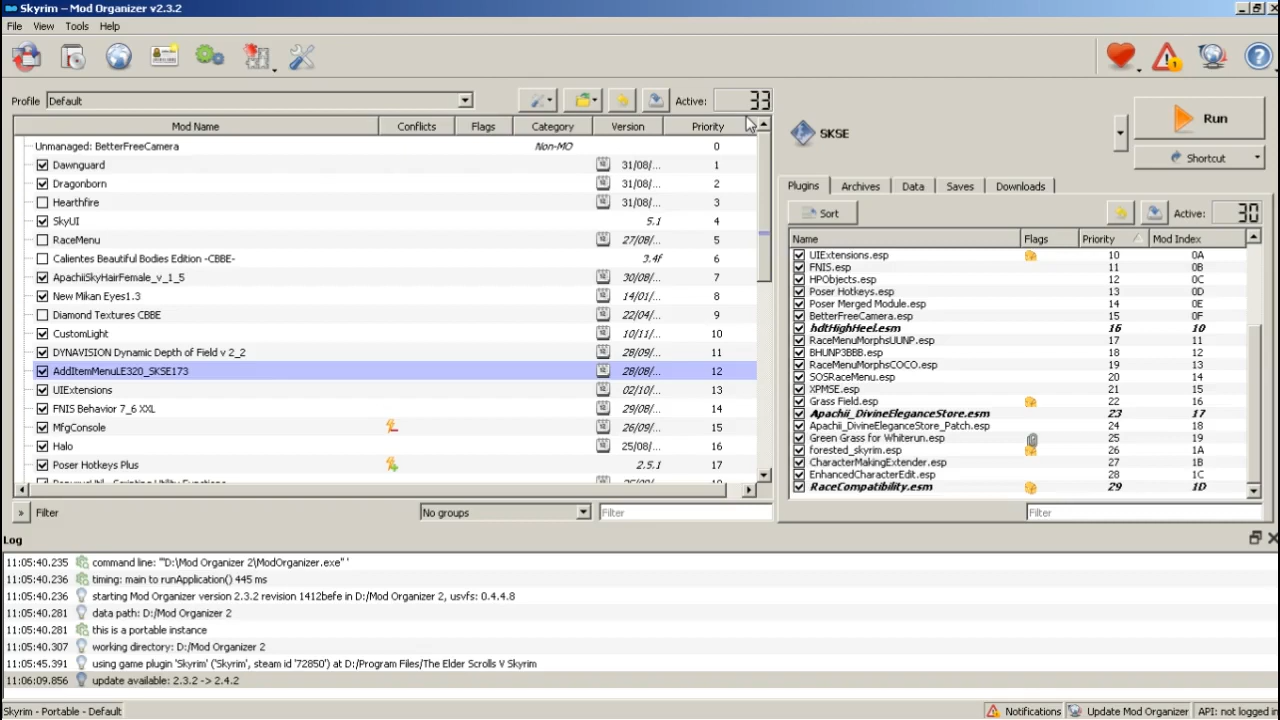 Skyrim – Mod Organizer v2.3.2
File View Tools Help
Profile Default Active: 33
Mod Name Conflicts Flags Category Version Priority
Unmanaged: BetterFreeCamera Non-MO 0
Dawnguard 31/08/... 1
Dragonborn 31/08/... 2
Hearthfire 31/08/... 3
SkyUI 5.1 4
RaceMenu 27/08/... 5
Calientes Beautiful Bodies Edition -CBBE- 3.4f 6
ApachiiSkyHairFemale_v_1_5 30/08/... 7
New Mikan Eyes1.3 14/01/... 8
Diamond Textures CBBE 22/04/... 9
CustomLight 10/11/... 10
DYNAVISION Dynamic Depth of Field v 2_2 28/09/... 11
AddItemMenuLE320_SKSE173 28/08/... 12
UIExtensions 02/10/... 13
FNIS Behavior 7_6 XXL 29/08/... 14
MfgConsole 26/09/... 15
Halo 25/08/... 16
Poser Hotkeys Plus 2.5.1 17
» Filter No groups Filter
SKSE
Run
Shortcut
Plugins Archives Data Saves Downloads
Sort Active: 30
Name Flags Priority Mod Index
UIExtensions.esp 10 0A
FNIS.esp 11 0B
HPObjects.esp 12 0C
Poser Hotkeys.esp 13 0D
Poser Merged Module.esp 14 0E
BetterFreeCamera.esp 15 0F
hdtHighHeel.esm 16 10
RaceMenuMorphsUUNP.esp 17 11
BHUNP3BBB.esp 18 12
RaceMenuMorphsCOCO.esp 19 13
SOSRaceMenu.esp 20 14
XPMSE.esp 21 15
Grass Field.esp 22 16
Apachii_DivineEleganceStore.esm 23 17
Apachii_DivineEleganceStore_Patch.esp 24 18
Green Grass for Whiterun.esp 25 19
forested_skyrim.esp 26 1A
CharacterMakingExtender.esp 27 1B
EnhancedCharacterEdit.esp 28 1C
RaceCompatibility.esm 29 1D
Filter
Log
11:05:40.235 command line: '"D:\Mod Organizer 2\ModOrganizer.exe" '
11:05:40.236 timing: main to runApplication() 445 ms
11:05:40.236 starting Mod Organizer version 2.3.2 revision 1412befe in D:/Mod Organizer 2, usvfs: 0.4.4.8
11:05:40.281 data path: D:/Mod Organizer 2
11:05:40.281 this is a portable instance
11:05:40.307 working directory: D:/Mod Organizer 2
11:05:45.391 using game plugin 'Skyrim' ('Skyrim', steam id '72850') at D:/Program Files/The Elder Scrolls V Skyrim
11:06:09.856 update available: 2.3.2 -> 2.4.2
Skyrim - Portable - Default Notifications Update Mod Organizer API: not logged in